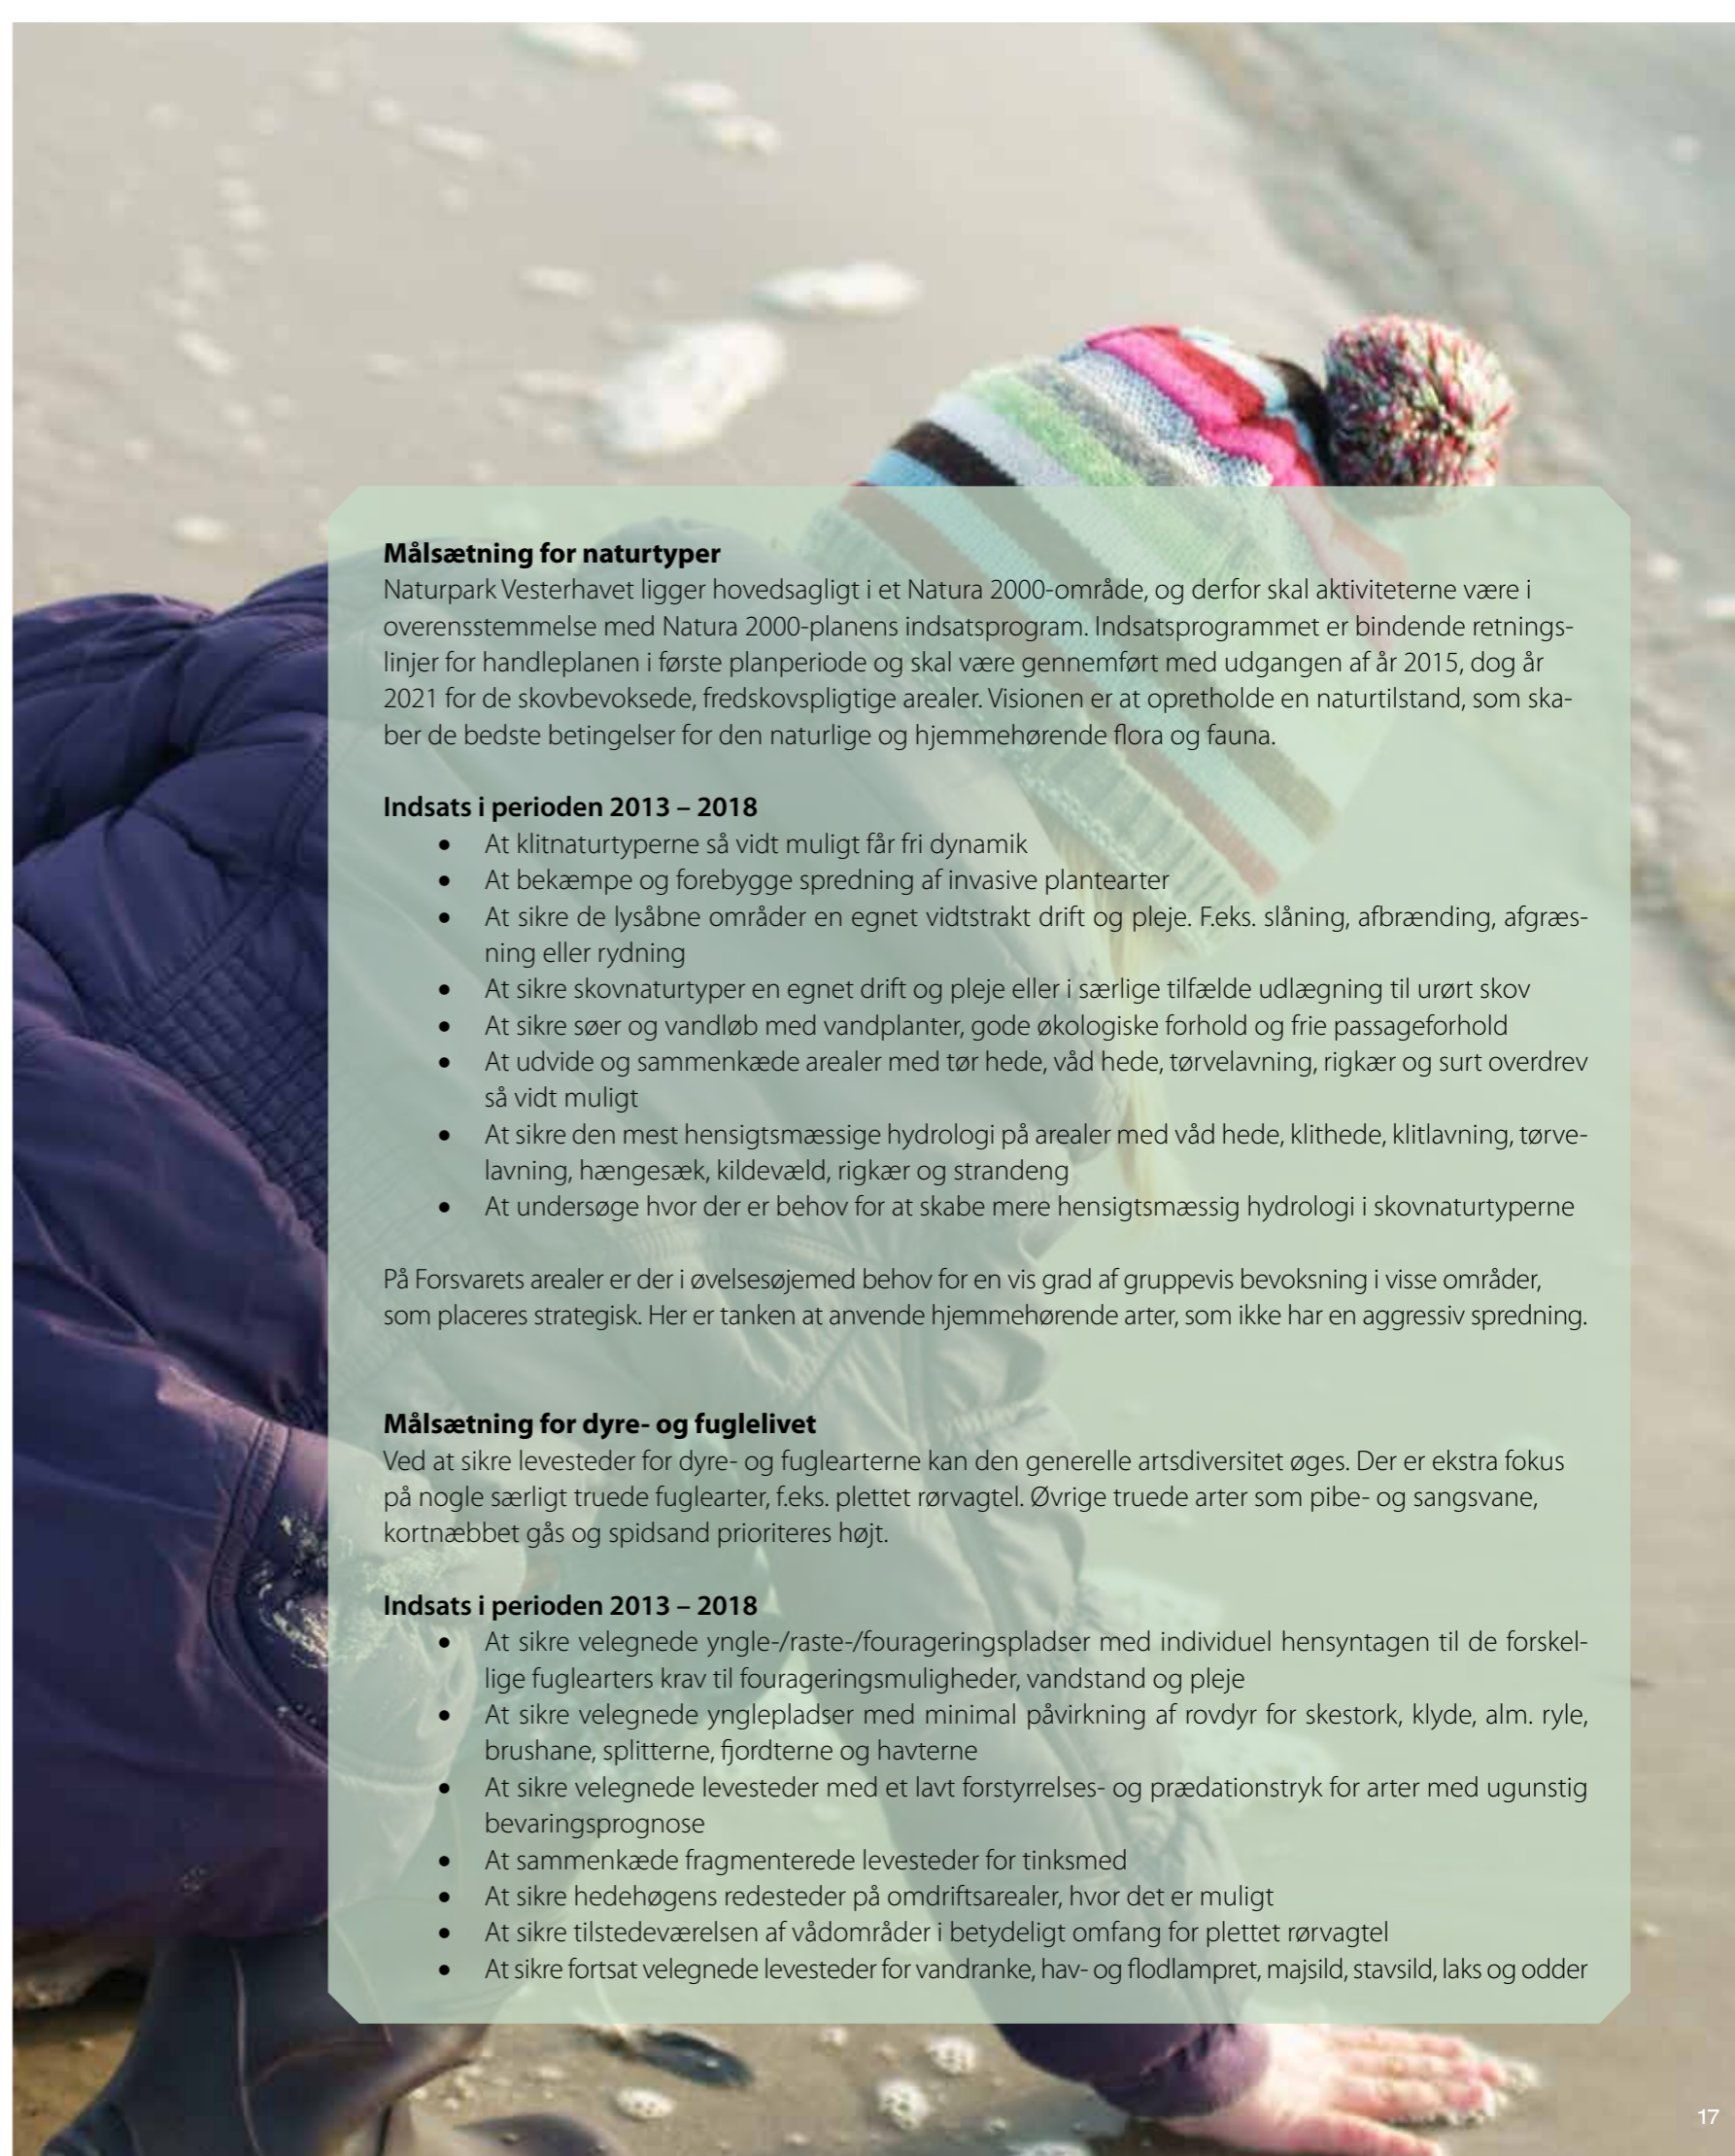 Målsætning for naturtyper
Naturpark Vesterhavet ligger hovedsagligt i et Natura 2000-område, og derfor skal aktiviteterne være i
overensstemmelse med Natura 2000-planens indsatsprogram. Indsatsprogrammet er bindende retnings-
linjer for handleplanen i første planperiode og skal være gennemført med udgangen af år 2015, dog år
2021 for de skovbevoksede, fredskovspligtige arealer. Visionen er at opretholde en naturtilstand, som ska-
ber de bedste betingelser for den naturlige og hjemmehørende flora og fauna.
Indsats i perioden 2013 – 2018
• At klitnaturtyperne så vidt muligt får fri dynamik
• At bekæmpe og forebygge spredning af invasive plantearter
• At sikre de lysåbne områder en egnet vidtstrakt drift og pleje. F.eks. slåning, afbrænding, afgræs-
ning eller rydning
• At sikre skovnaturtyper en egnet drift og pleje eller i særlige tilfælde udlægning til urørt skov
• At sikre søer og vandløb med vandplanter, gode økologiske forhold og frie passageforhold
• At udvide og sammenkæde arealer med tør hede, våd hede, tørvelavning, rigkær og surt overdrev
så vidt muligt
• At sikre den mest hensigtsmæssige hydrologi på arealer med våd hede, klithede, klitlavning, tørve-
lavning, hængesæk, kildevæld, rigkær og strandeng
• At undersøge hvor der er behov for at skabe mere hensigtsmæssig hydrologi i skovnaturtyperne
På Forsvarets arealer er der i øvelsesøjemed behov for en vis grad af gruppevis bevoksning i visse områder,
som placeres strategisk. Her er tanken at anvende hjemmehørende arter, som ikke har en aggressiv spredning.
Målsætning for dyre- og fuglelivet
Ved at sikre levesteder for dyre- og fuglearterne kan den generelle artsdiversitet øges. Der er ekstra fokus
på nogle særligt truede fuglearter, f.eks. plettet rørvagtel. Øvrige truede arter som pibe- og sangsvane,
kortnæbbet gås og spidsand prioriteres højt.
Indsats i perioden 2013 – 2018
• At sikre velegnede yngle-/raste-/fourageringspladser med individuel hensyntagen til de forskel-
lige fuglearters krav til fourageringsmuligheder, vandstand og pleje
• At sikre velegnede ynglepladser med minimal påvirkning af rovdyr for skestork, klyde, alm. ryle,
brushane, splitterne, fjordterne og havterne
• At sikre velegnede levesteder med et lavt forstyrrelses- og prædationstryk for arter med ugunstig
bevaringsprognose
• At sammenkæde fragmenterede levesteder for tinksmed
• At sikre hedehøgens redesteder på omdriftsarealer, hvor det er muligt
• At sikre tilstedeværelsen af vådområder i betydeligt omfang for plettet rørvagtel
• At sikre fortsat velegnede levesteder for vandranke, hav- og flodlampret, majsild, stavsild, laks og odder
17